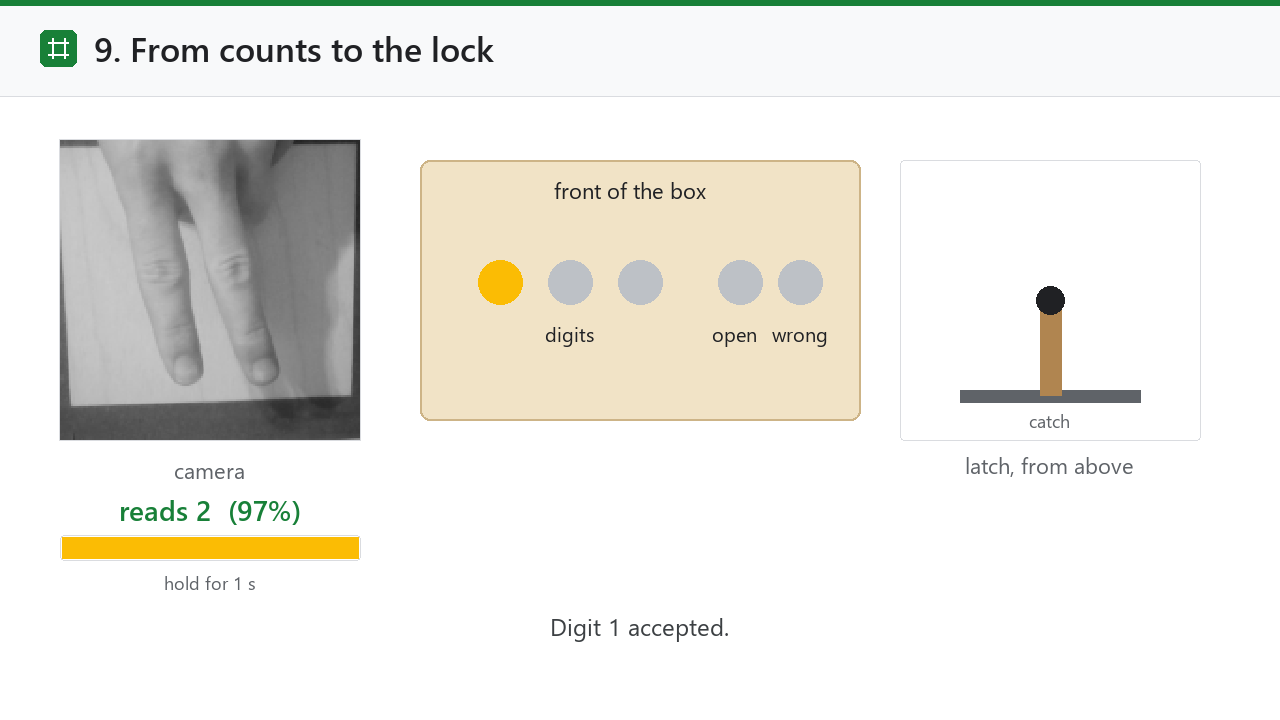 9. From counts to the lock
front of the box
digits
open
wrong
catch
camera
latch, from above
reads 2 (97%)
hold for 1 s
Digit 1 accepted.